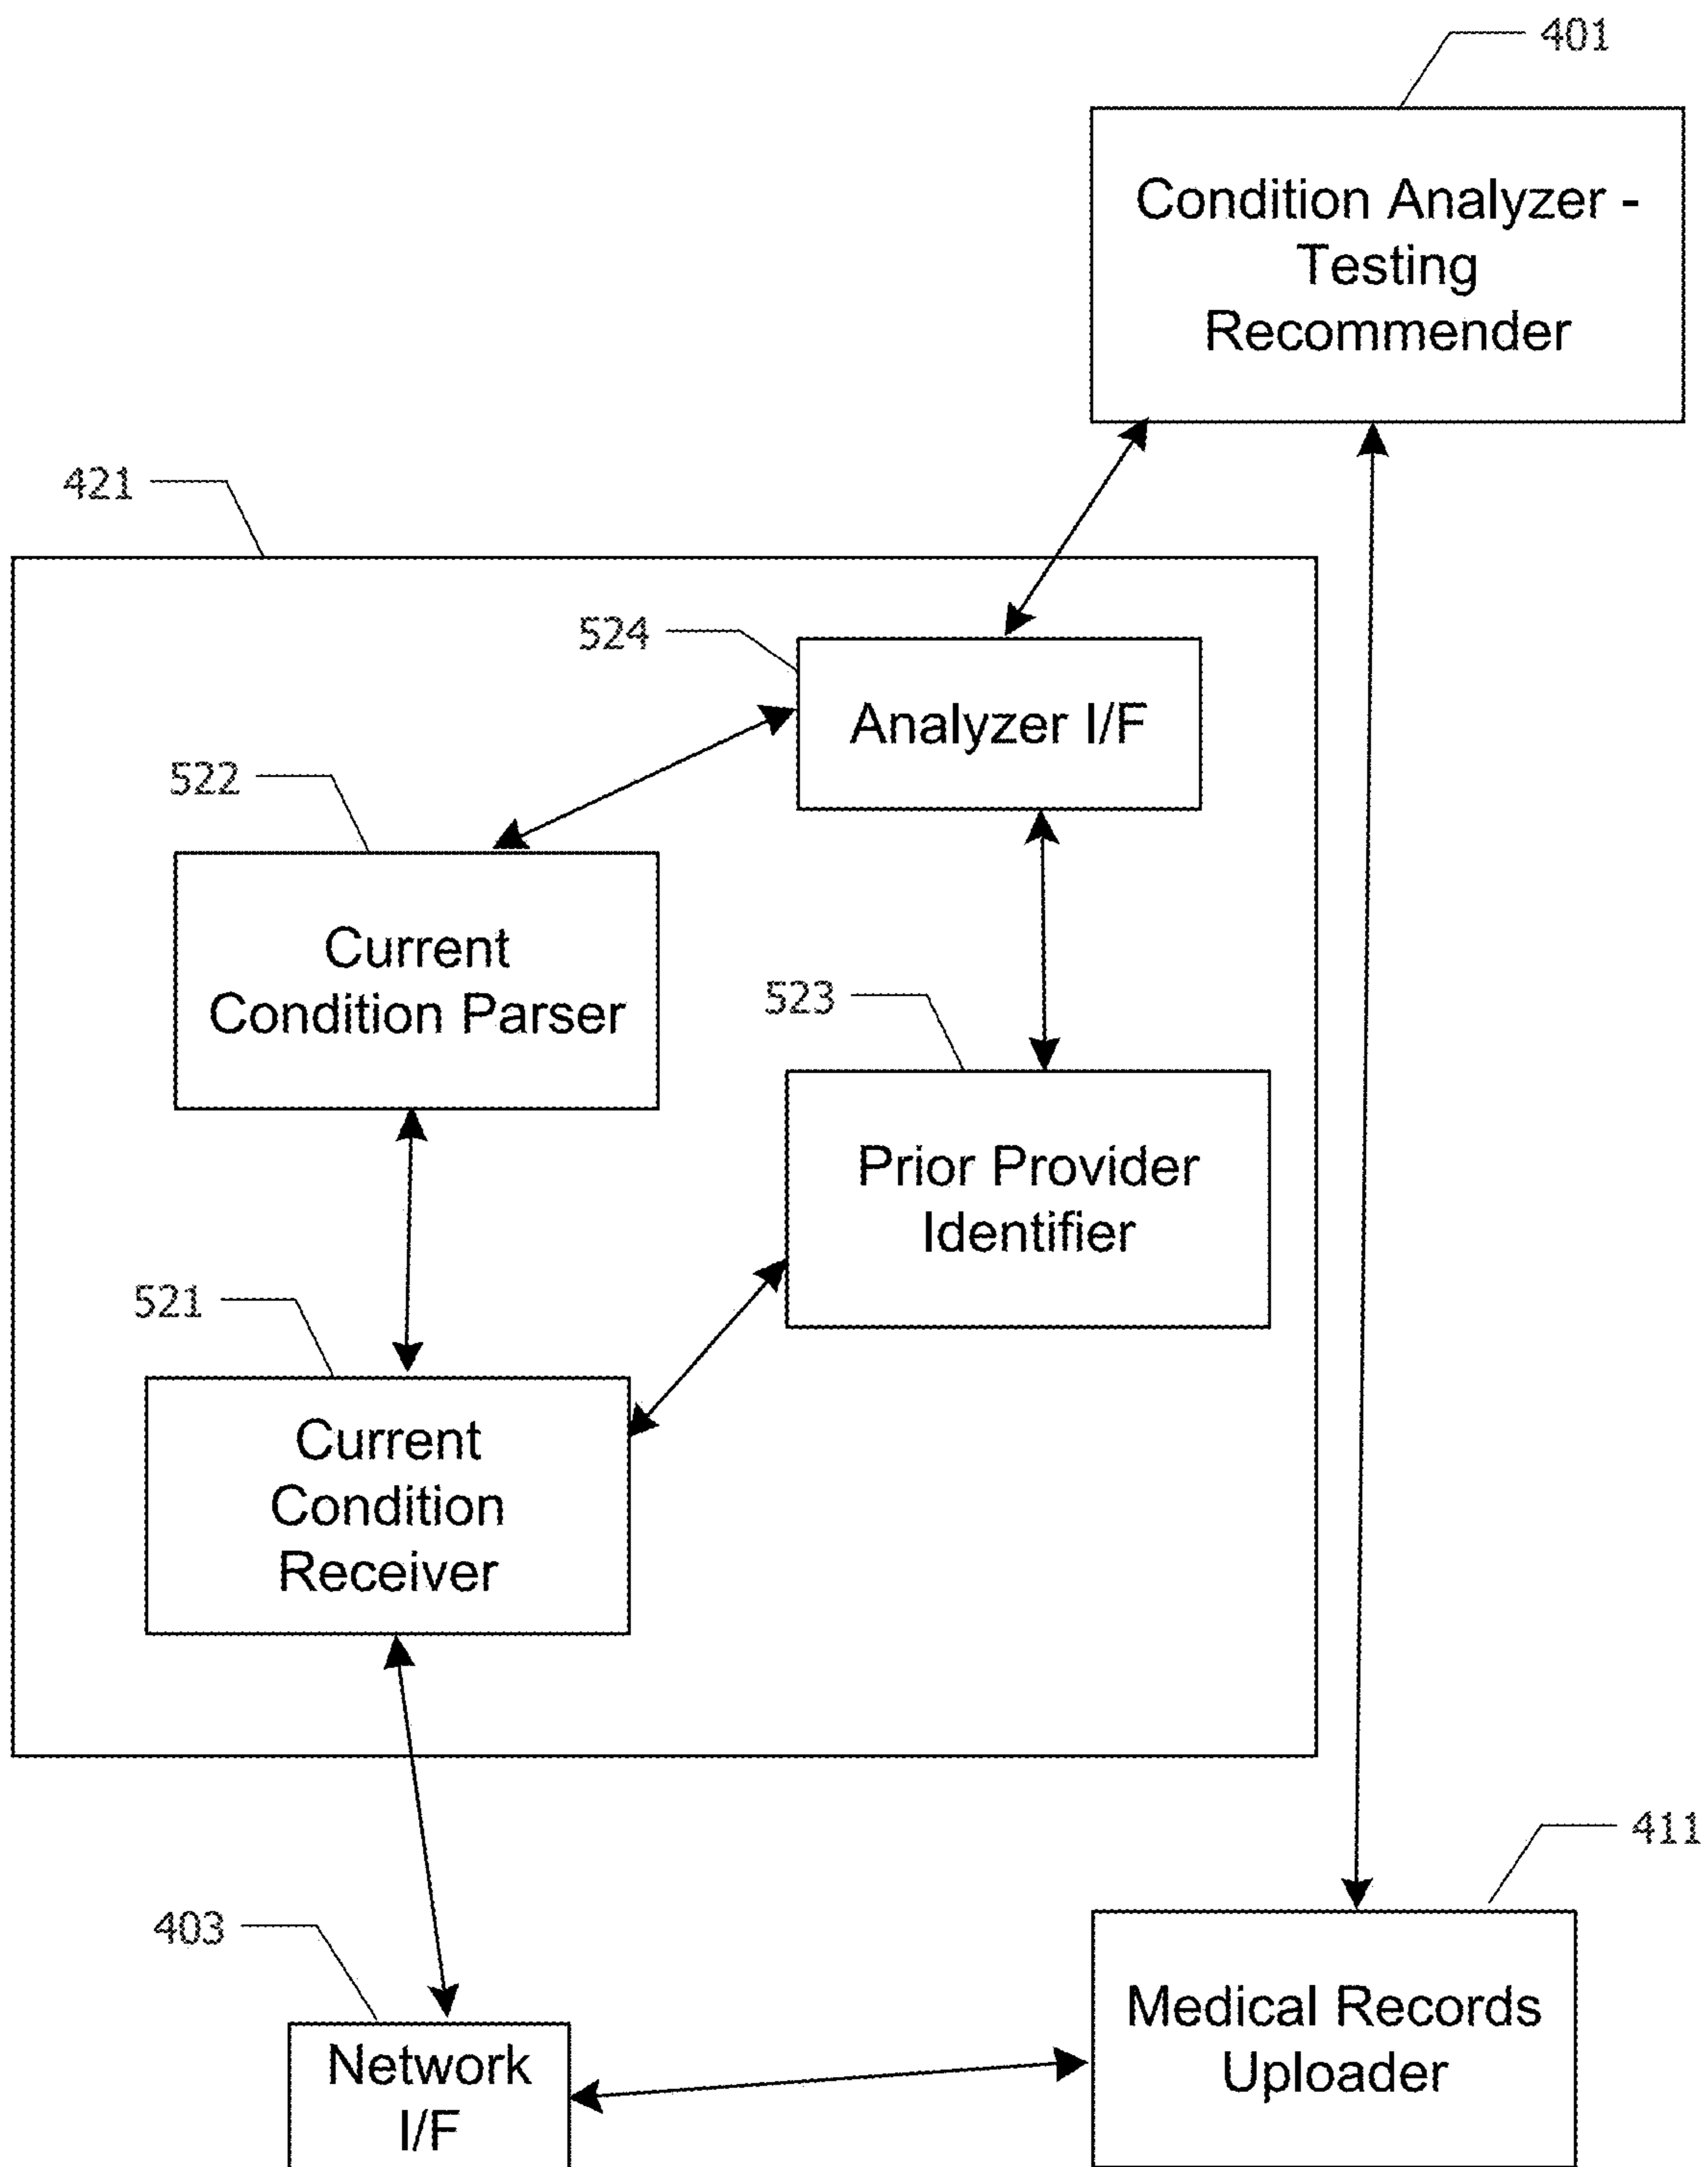 401
Condition Analyzer -
Testing
Recommender
421
524
Analyzer I/F
522
Current
Condition Parser
523
Prior Provider
Identifier
521
Current
Condition
Receiver
411
403
Medical Records
Uploader
Network
I/F